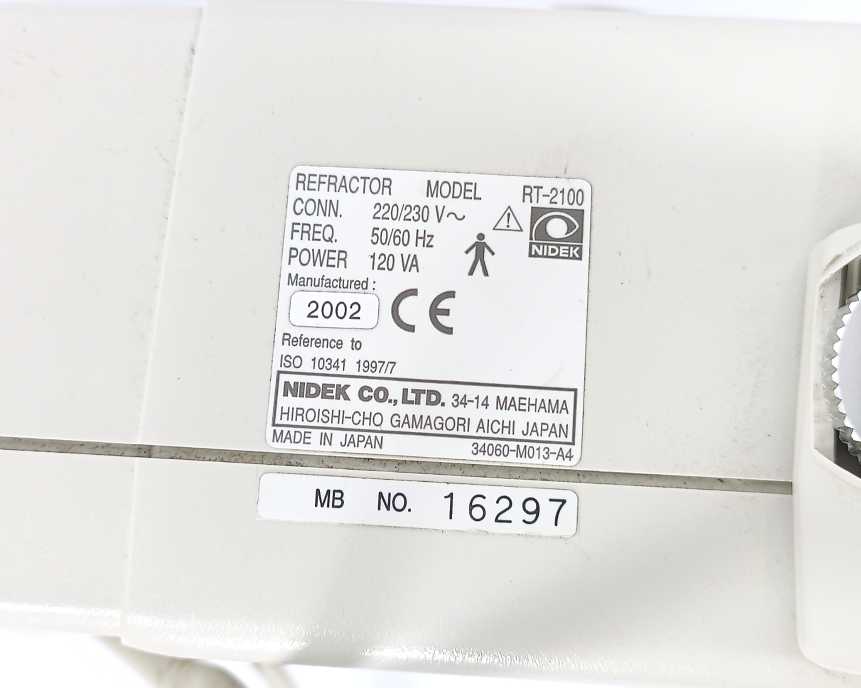 REFRACTOR MODEL RT-2100
CONN. 220/230 V~
FREQ. 50/60 Hz
POWER 120 VA
NIDEK
Manufactured :
2002 CE
Reference to
ISO 10341 1997/7
NIDEK CO., LTD. 34-14 MAEHAMA
HIROISHI-CHO GAMAGORI AICHI JAPAN
MADE IN JAPAN 34060-M013-A4
MB NO. 16297